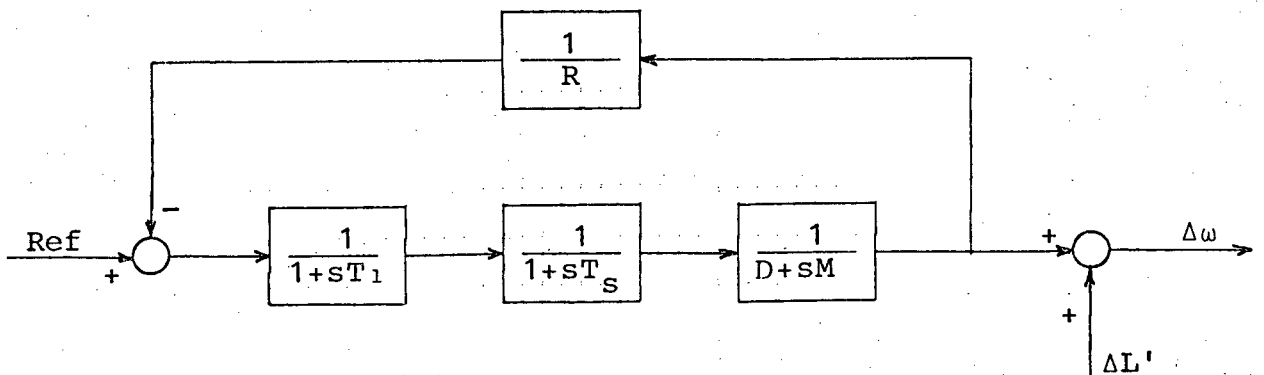 1
R
−
Ref
+
1
1+sT1
1
1+sTs
1
D+sM
+
Δω
+
ΔL'